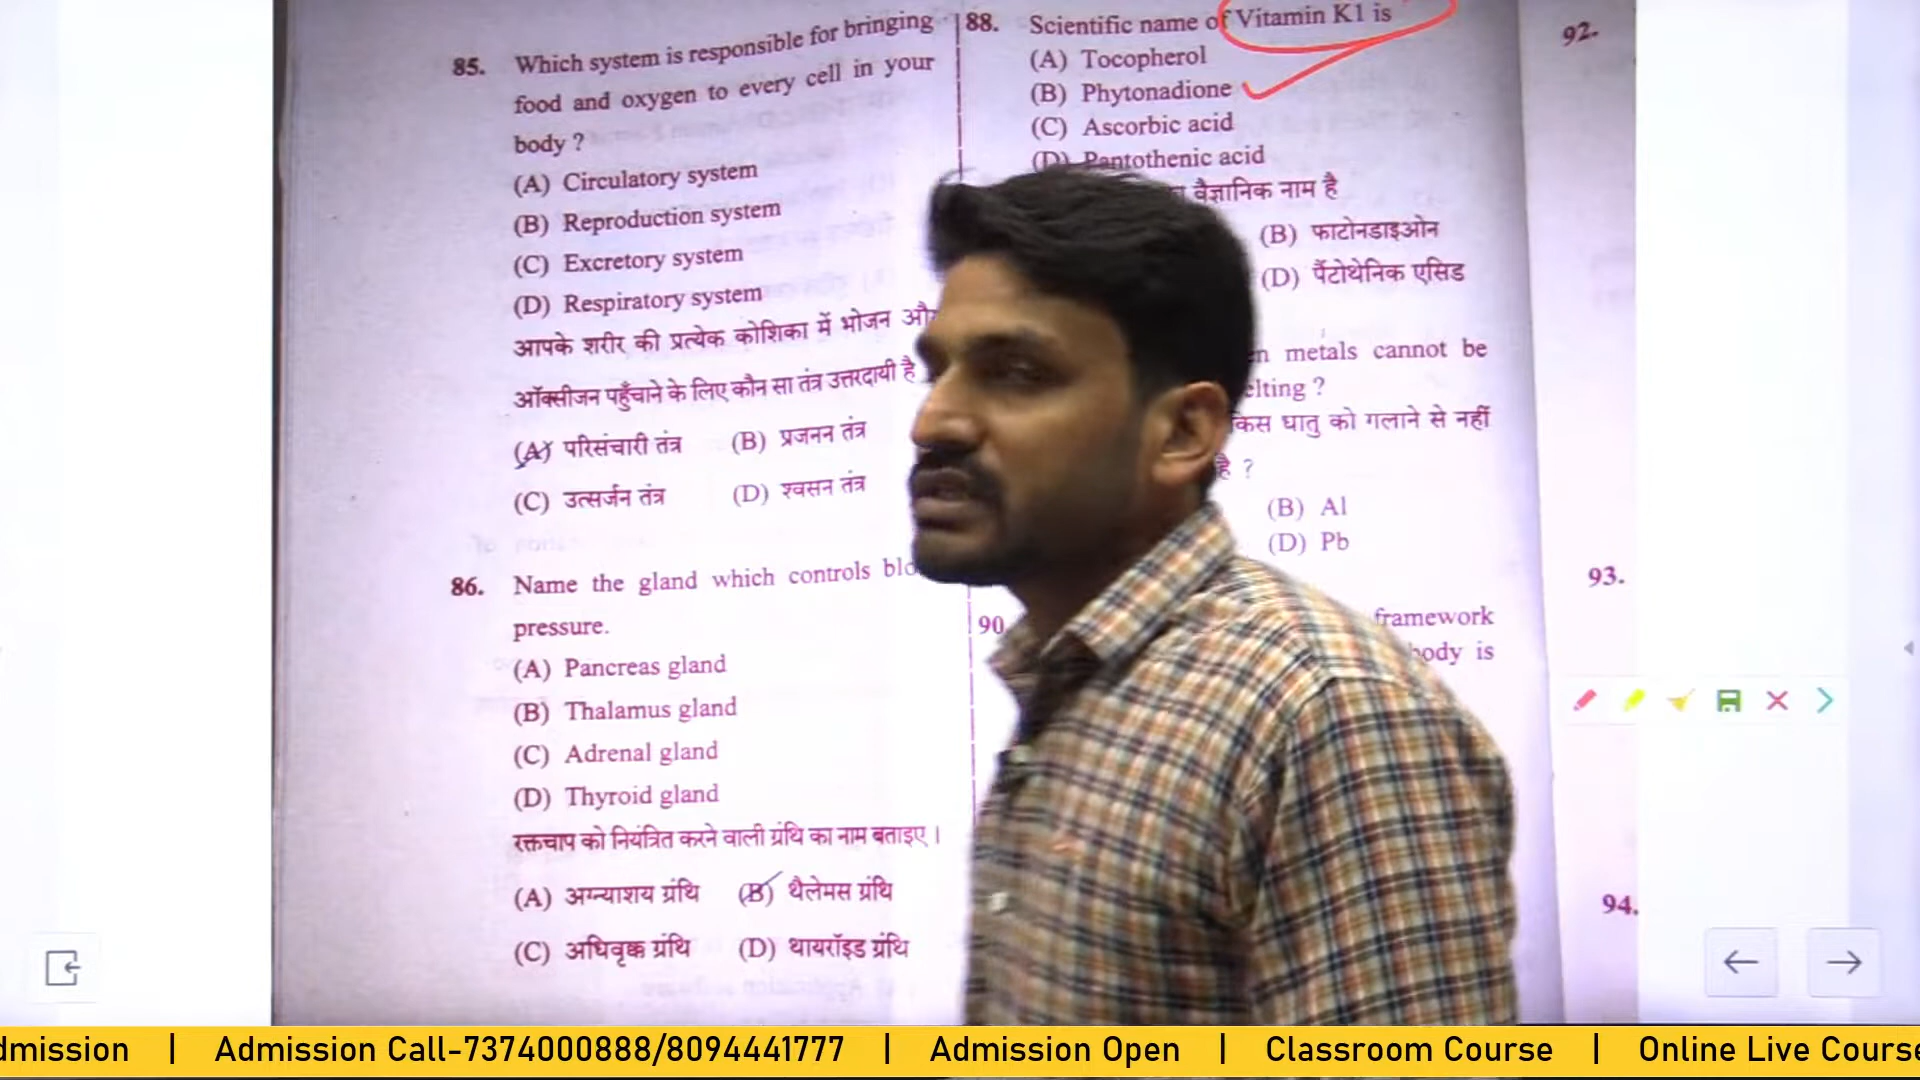 85. Which system is responsible for bringing
food and oxygen to every cell in your
body ?
(A) Circulatory system
(B) Reproduction system
(C) Excretory system
(D) Respiratory system
आपके शरीर की प्रत्येक कोशिका में भोजन और
ऑक्सीजन पहुँचाने के लिए कौन सा तंत्र उत्तरदायी है
(A) परिसंचारी तंत्र (B) प्रजनन तंत्र
(C) उत्सर्जन तंत्र (D) श्वसन तंत्र
86. Name the gland which controls
pressure.
(A) Pancreas gland
(B) Thalamus gland
(C) Adrenal gland
(D) Thyroid gland
रक्तचाप को नियंत्रित करने वाली ग्रंथि का नाम बताइए ।
(A) अग्न्याशय ग्रंथि (B) थैलेमस ग्रंथि
(C) अधिवृक्क ग्रंथि (D) थायरॉइड ग्रंथि
88. Scientific name of Vitamin K1 is
(A) Tocopherol
(B) Phytonadione
(C) Ascorbic acid
(D) Pantothenic acid
वैज्ञानिक नाम है
(B) फाटोनडाइओन
(D) पैंटोथेनिक एसिड
metals cannot be
?
किस धातु को गलाने से नहीं
है ?
(B) Al
(D) Pb
90
framework
body is
92.
93.
94.
Admission Call-7374000888/8094441777 | Admission Open | Classroom Course | Online Live